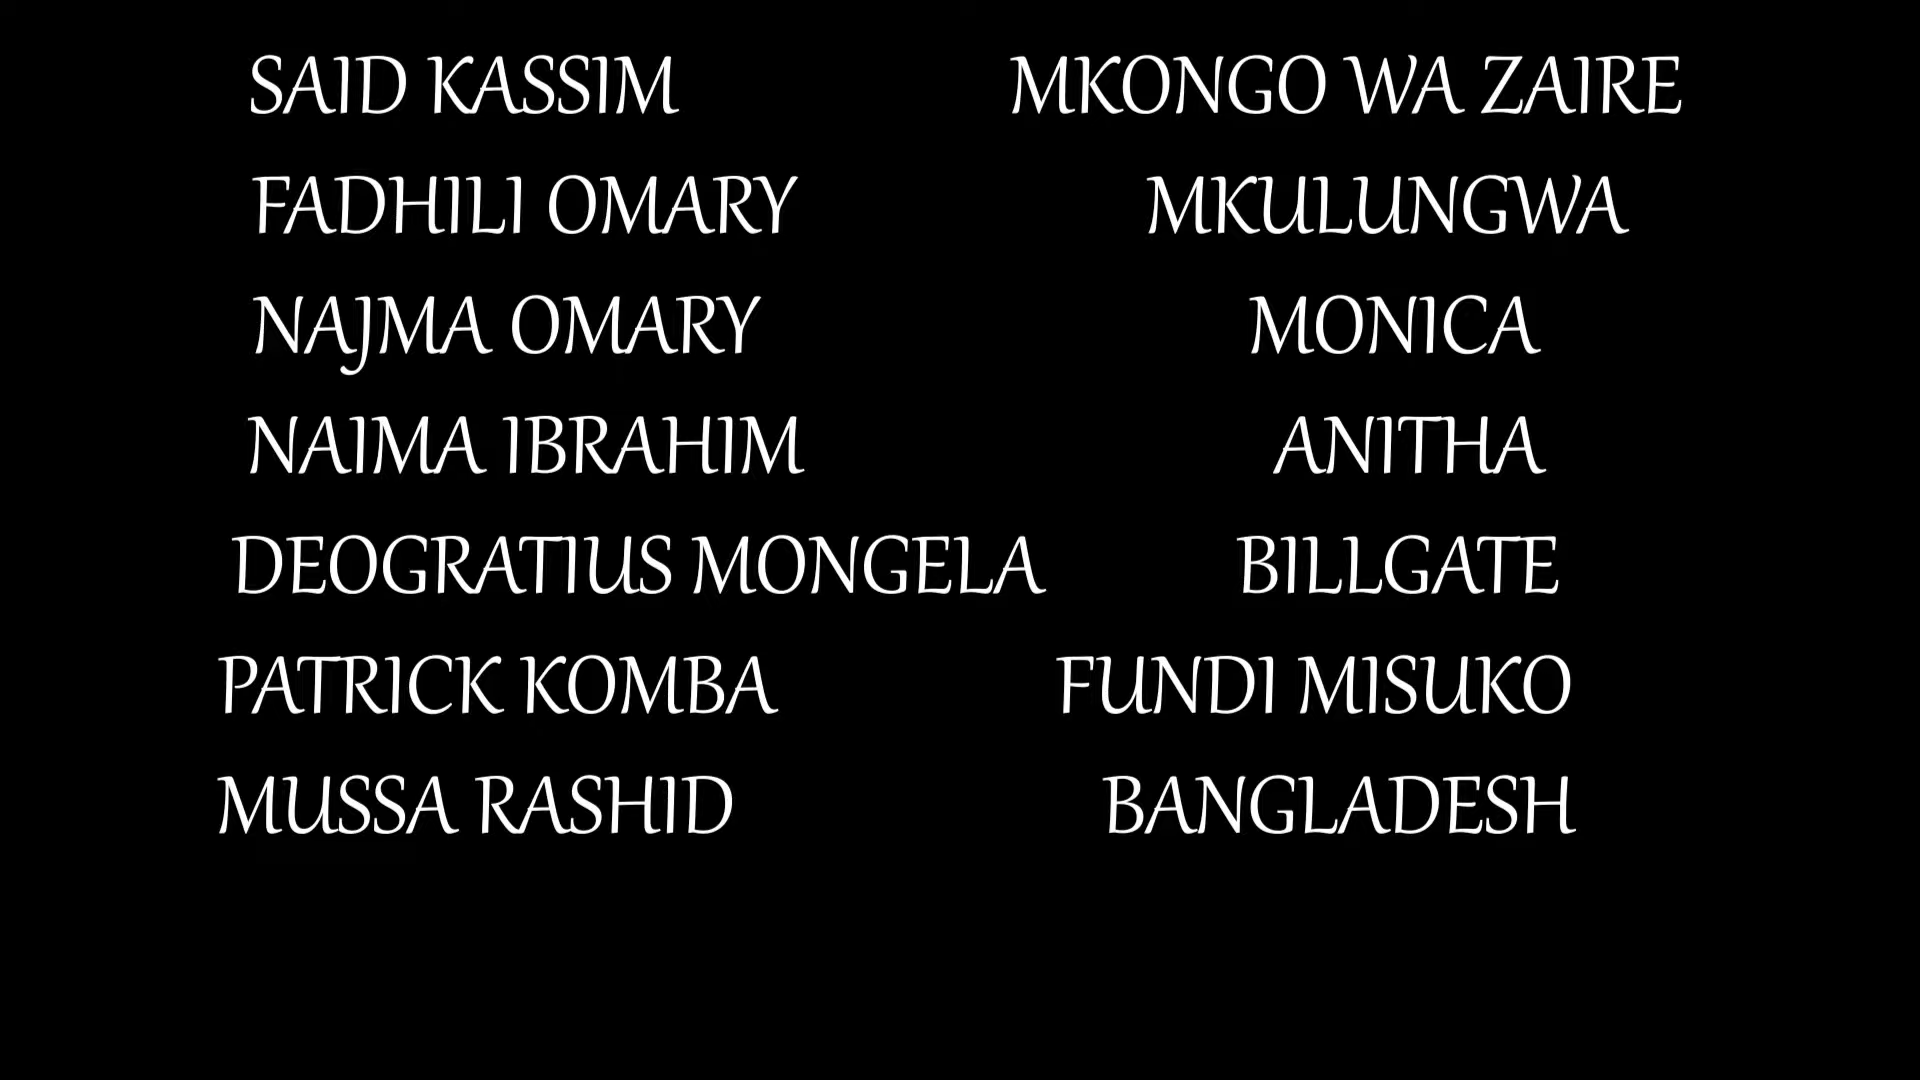 SAID KASSIM MKONGO WA ZAIRE
FADHILI OMARY MKULUNGWA
NAJMA OMARY MONICA
NAIMA IBRAHIM ANITHA
DEOGRATIUS MONGELA BILLGATE
PATRICK KOMBA FUNDI MISUKO
MUSSA RASHID BANGLADESH